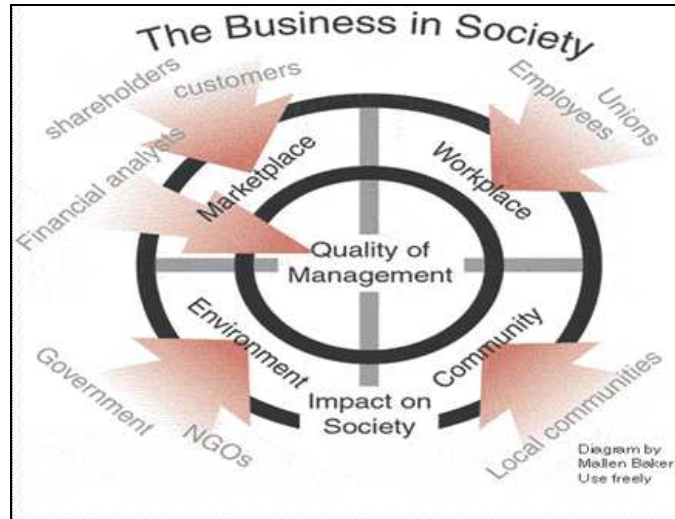 The Business in Society
shareholders
customers
Financial analysts
Employees
Unions
Marketplace
Workplace
Quality of
Management
Environment
Community
Impact on
Society
Government
NGOs
Local communities
Diagram by
Mallen Baker
Use freely